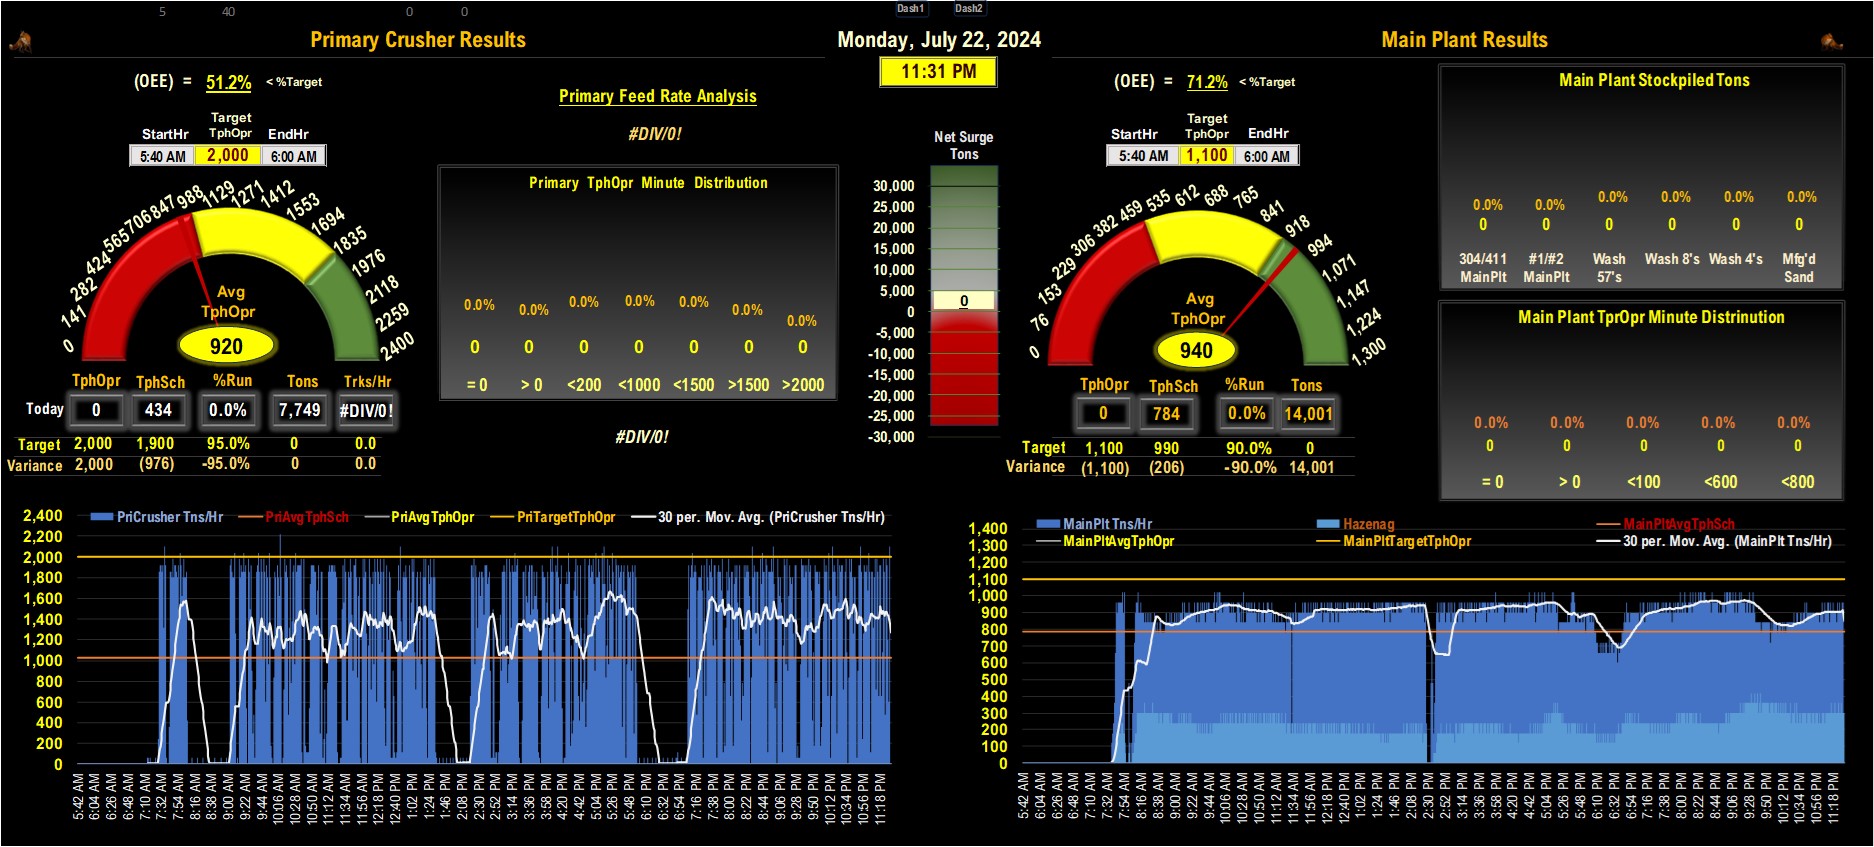 5 40 0 0 Dash1 Dash2
Primary Crusher Results
Monday, July 22, 2024
Main Plant Results
11:31 PM
(OEE) = 51.2% < %Target
Target
StartHr TphOpr EndHr
5:40 AM 2,000 6:00 AM
0 141 282 424 565 706 847 988 1129 1271 1412 1553 1694 1835 1976 2118 2259 2400
Avg
TphOpr
920
TphOpr TphSch %Run Tons Trks/Hr
Today 0 434 0.0% 7,749 #DIV/0!
Target 2,000 1,900 95.0% 0 0.0
Variance 2,000 (976) -95.0% 0 0.0
Primary Feed Rate Analysis
#DIV/0!
Primary TphOpr Minute Distribution
0.0% 0.0% 0.0% 0.0% 0.0% 0.0% 0.0%
0 0 0 0 0 0 0
= 0 > 0 <200 <1000 <1500 >1500 >2000
#DIV/0!
Net Surge
Tons
30,000
25,000
20,000
15,000
10,000
5,000
0
0
-5,000
-10,000
-15,000
-20,000
-25,000
-30,000
(OEE) = 71.2% < %Target
Target
StartHr TphOpr EndHr
5:40 AM 1,100 6:00 AM
0 76 153 229 306 382 459 535 612 688 765 841 918 994 1,071 1,147 1,224 1,300
Avg
TphOpr
940
TphOpr TphSch %Run Tons
0 784 0.0% 14,001
Target 1,100 990 90.0% 0
Variance (1,100) (206) -90.0% 14,001
Main Plant Stockpiled Tons
0.0% 0.0% 0.0% 0.0% 0.0% 0.0%
0 0 0 0 0 0
304/411 #1/#2 Wash Wash 8's Wash 4's Mfg'd
MainPlt MainPlt 57's Sand
Main Plant TprOpr Minute Distrinution
0.0% 0.0% 0.0% 0.0% 0.0%
0 0 0 0 0
= 0 > 0 <100 <600 <800
PriCrusher Tns/Hr PriAvgTphSch PriAvgTphOpr PriTargetTphOpr 30 per. Mov. Avg. (PriCrusher Tns/Hr)
2,400
2,200
2,000
1,800
1,600
1,400
1,200
1,000
800
600
400
200
0
5:42 AM 6:04 AM 6:26 AM 6:48 AM 7:10 AM 7:32 AM 7:54 AM 8:16 AM 8:38 AM 9:00 AM 9:22 AM 9:44 AM 10:06 AM 10:28 AM 10:50 AM 11:12 AM 11:34 AM 11:56 AM 12:18 PM 12:40 PM 1:02 PM 1:24 PM 1:46 PM 2:08 PM 2:30 PM 2:52 PM 3:14 PM 3:36 PM 3:58 PM 4:20 PM 4:42 PM 5:04 PM 5:26 PM 5:48 PM 6:10 PM 6:32 PM 6:54 PM 7:16 PM 7:38 PM 8:00 PM 8:22 PM 8:44 PM 9:06 PM 9:28 PM 9:50 PM 10:12 PM 10:34 PM 10:56 PM 11:18 PM
MainPlt Tns/Hr Hazenag MainPltAvgTphSch
MainPltAvgTphOpr MainPltTargetTphOpr 30 per. Mov. Avg. (MainPlt Tns/Hr)
1,400
1,300
1,200
1,100
1,000
900
800
700
600
500
400
300
200
100
0
5:42 AM 6:04 AM 6:26 AM 6:48 AM 7:10 AM 7:32 AM 7:54 AM 8:16 AM 8:38 AM 9:00 AM 9:22 AM 9:44 AM 10:06 AM 10:28 AM 10:50 AM 11:12 AM 11:34 AM 11:56 AM 12:18 PM 12:40 PM 1:02 PM 1:24 PM 1:46 PM 2:08 PM 2:30 PM 2:52 PM 3:14 PM 3:36 PM 3:58 PM 4:20 PM 4:42 PM 5:04 PM 5:26 PM 5:48 PM 6:10 PM 6:32 PM 6:54 PM 7:16 PM 7:38 PM 8:00 PM 8:22 PM 8:44 PM 9:06 PM 9:28 PM 9:50 PM 10:12 PM 10:34 PM 10:56 PM 11:18 PM